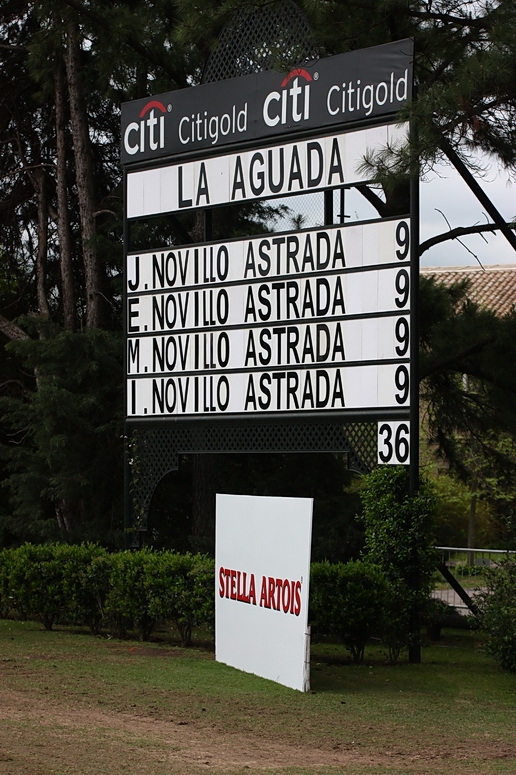 citi® Citigold citi® Citigold
LA AGUADA
J.NOVILLO ASTRADA 9
E.NOVILLO ASTRADA 9
M.NOVILLO ASTRADA 9
I.NOVILLO ASTRADA 9
36
STELLA ARTOIS